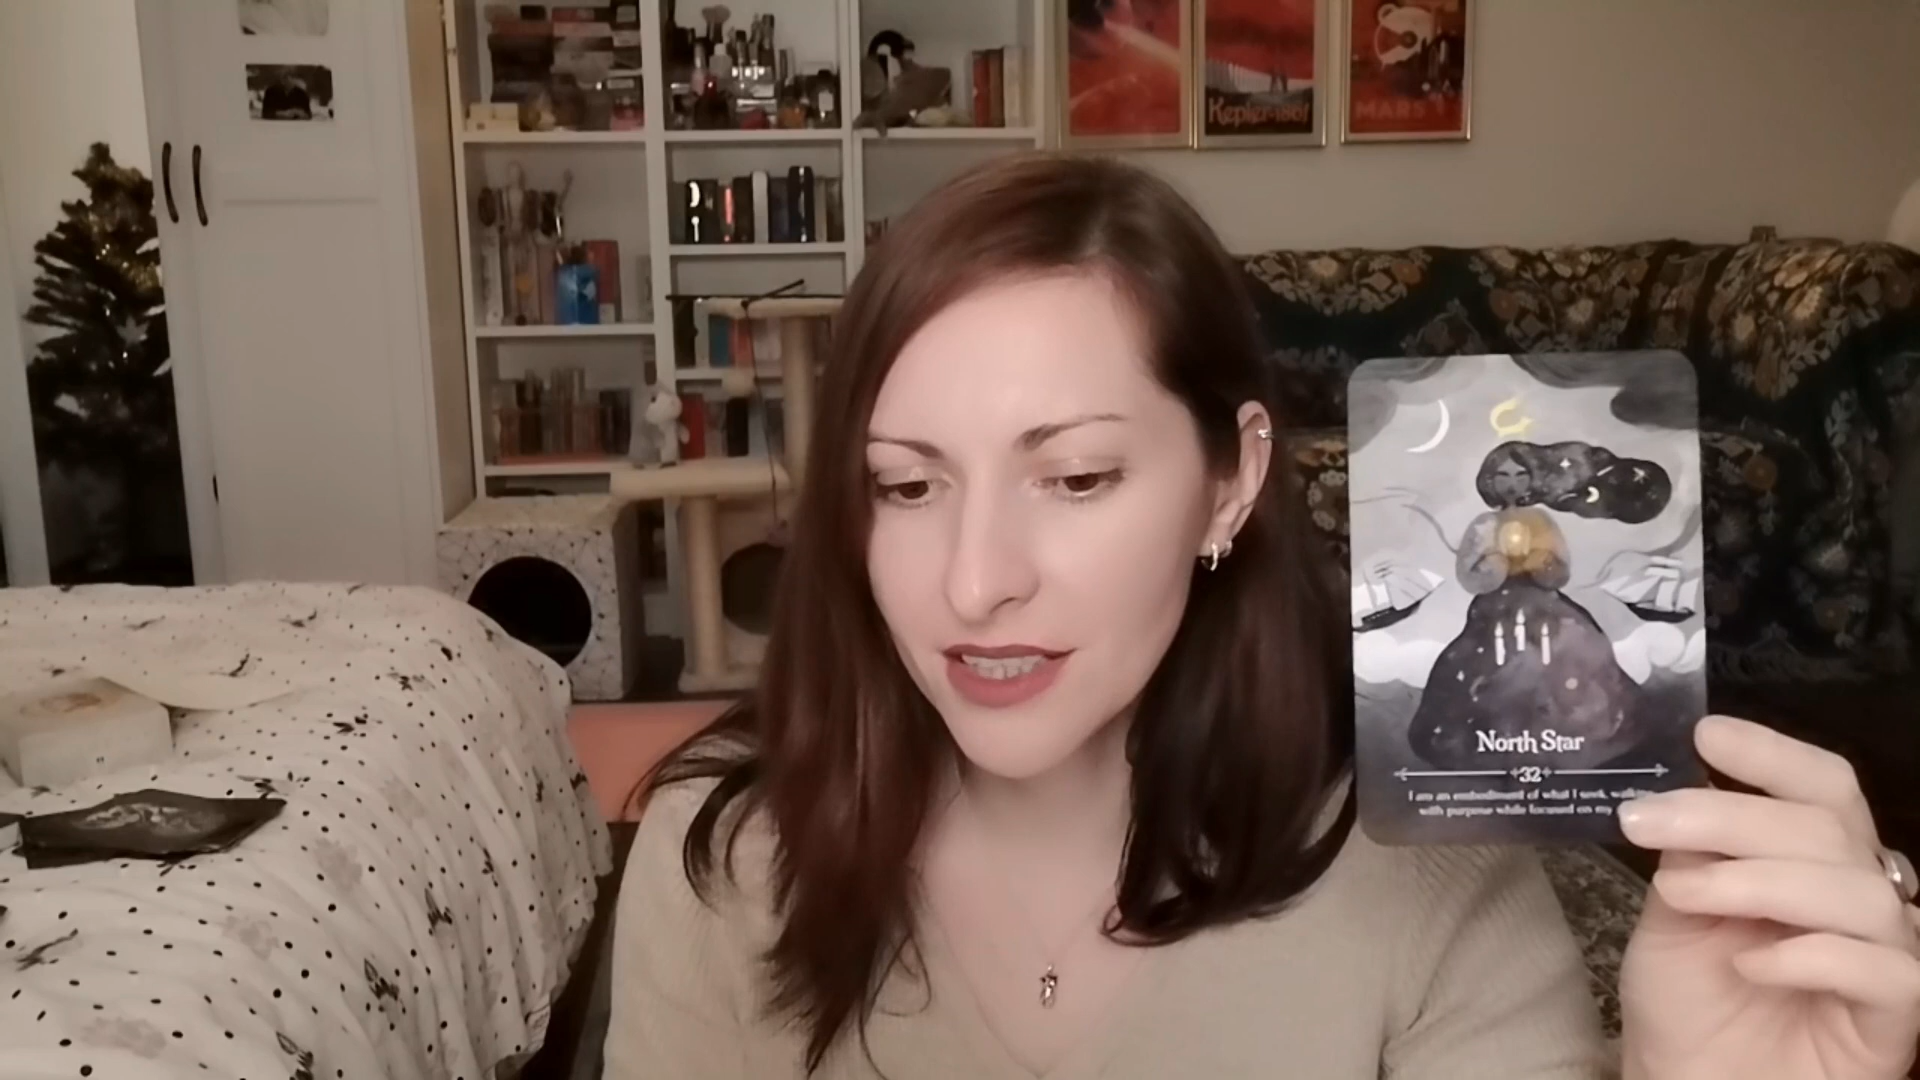 Kepler-186f
MARS
North Star
32
I am an embodiment of what I seek, walking
with purpose while focused on my